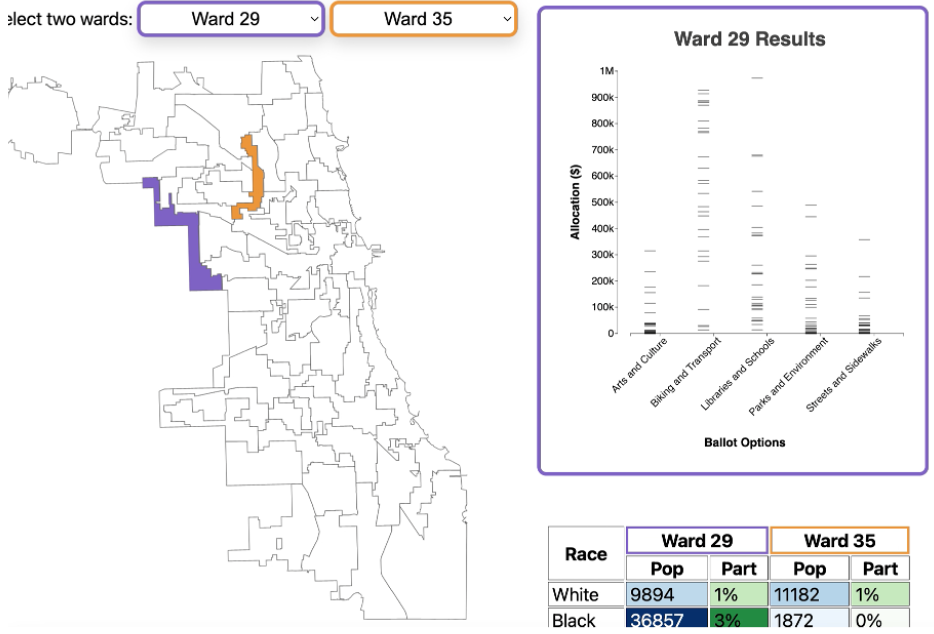 elect two wards: Ward 29 Ward 35
Ward 29 Results
1M
900k
800k
700k
600k
500k
400k
300k
200k
100k
0
Allocation ($)
Arts and Culture
Biking and Transport
Libraries and Schools
Parks and Environment
Streets and Sidewalks
Ballot Options
Race Ward 29 Ward 35
Pop Part Pop Part
White 9894 1% 11182 1%
Black 36857 3% 1872 0%